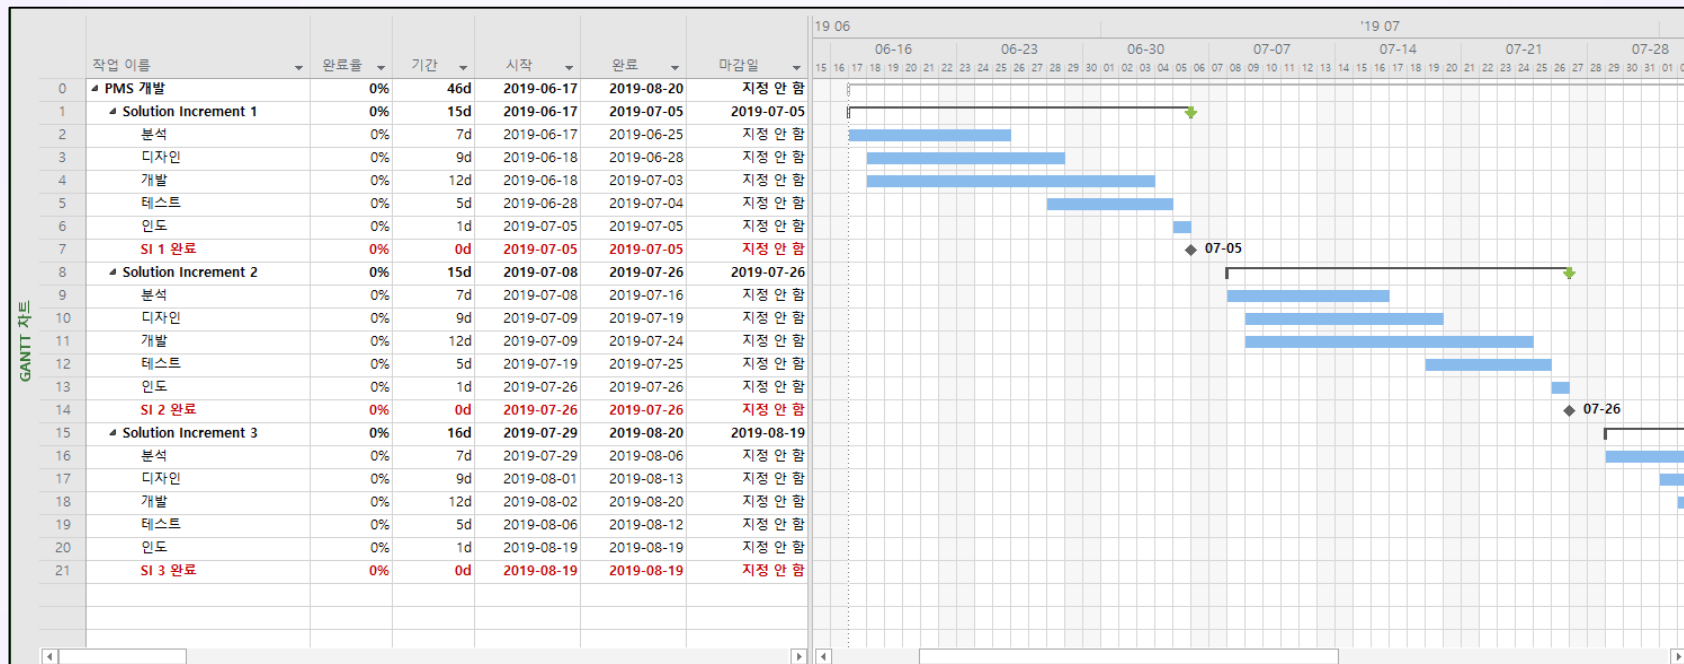 19 06 '19 07
06-16 06-23 06-30 07-07 07-14 07-21 07-28
작업 이름 완료율 기간 시작 완료 마감일
15 16 17 18 19 20 21 22 23 24 25 26 27 28 29 30 01 02 03 04 05 06 07 08 09 10 11 12 13 14 15 16 17 18 19 20 21 22 23 24 25 26 27 28 29 30 31 01
0 PMS 개발 0% 46d 2019-06-17 2019-08-20 지정 안 함
1 Solution Increment 1 0% 15d 2019-06-17 2019-07-05 2019-07-05
2 분석 0% 7d 2019-06-17 2019-06-25 지정 안 함
3 디자인 0% 9d 2019-06-18 2019-06-28 지정 안 함
4 개발 0% 12d 2019-06-18 2019-07-03 지정 안 함
5 테스트 0% 5d 2019-06-28 2019-07-04 지정 안 함
6 인도 0% 1d 2019-07-05 2019-07-05 지정 안 함
7 SI 1 완료 0% 0d 2019-07-05 2019-07-05 지정 안 함 07-05
8 Solution Increment 2 0% 15d 2019-07-08 2019-07-26 2019-07-26
9 분석 0% 7d 2019-07-08 2019-07-16 지정 안 함
10 디자인 0% 9d 2019-07-09 2019-07-19 지정 안 함
11 개발 0% 12d 2019-07-09 2019-07-24 지정 안 함
12 테스트 0% 5d 2019-07-19 2019-07-25 지정 안 함
13 인도 0% 1d 2019-07-26 2019-07-26 지정 안 함
14 SI 2 완료 0% 0d 2019-07-26 2019-07-26 지정 안 함 07-26
15 Solution Increment 3 0% 16d 2019-07-29 2019-08-20 2019-08-19
16 분석 0% 7d 2019-07-29 2019-08-06 지정 안 함
17 디자인 0% 9d 2019-08-01 2019-08-13 지정 안 함
18 개발 0% 12d 2019-08-02 2019-08-20 지정 안 함
19 테스트 0% 5d 2019-08-06 2019-08-12 지정 안 함
20 인도 0% 1d 2019-08-19 2019-08-19 지정 안 함
21 SI 3 완료 0% 0d 2019-08-19 2019-08-19 지정 안 함
GANTT 차트